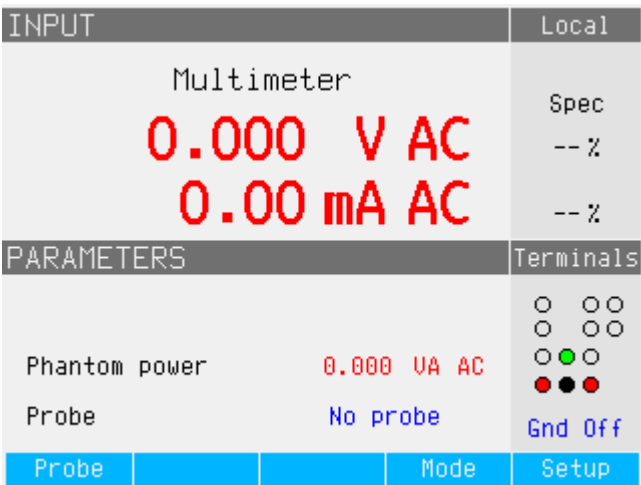 INPUT Local
Multimeter
Spec
0.000 V AC
-- %
0.00 mA AC
-- %
PARAMETERS Terminals
Phantom power 0.000 VA AC
Probe No probe
Gnd Off
Probe Mode Setup